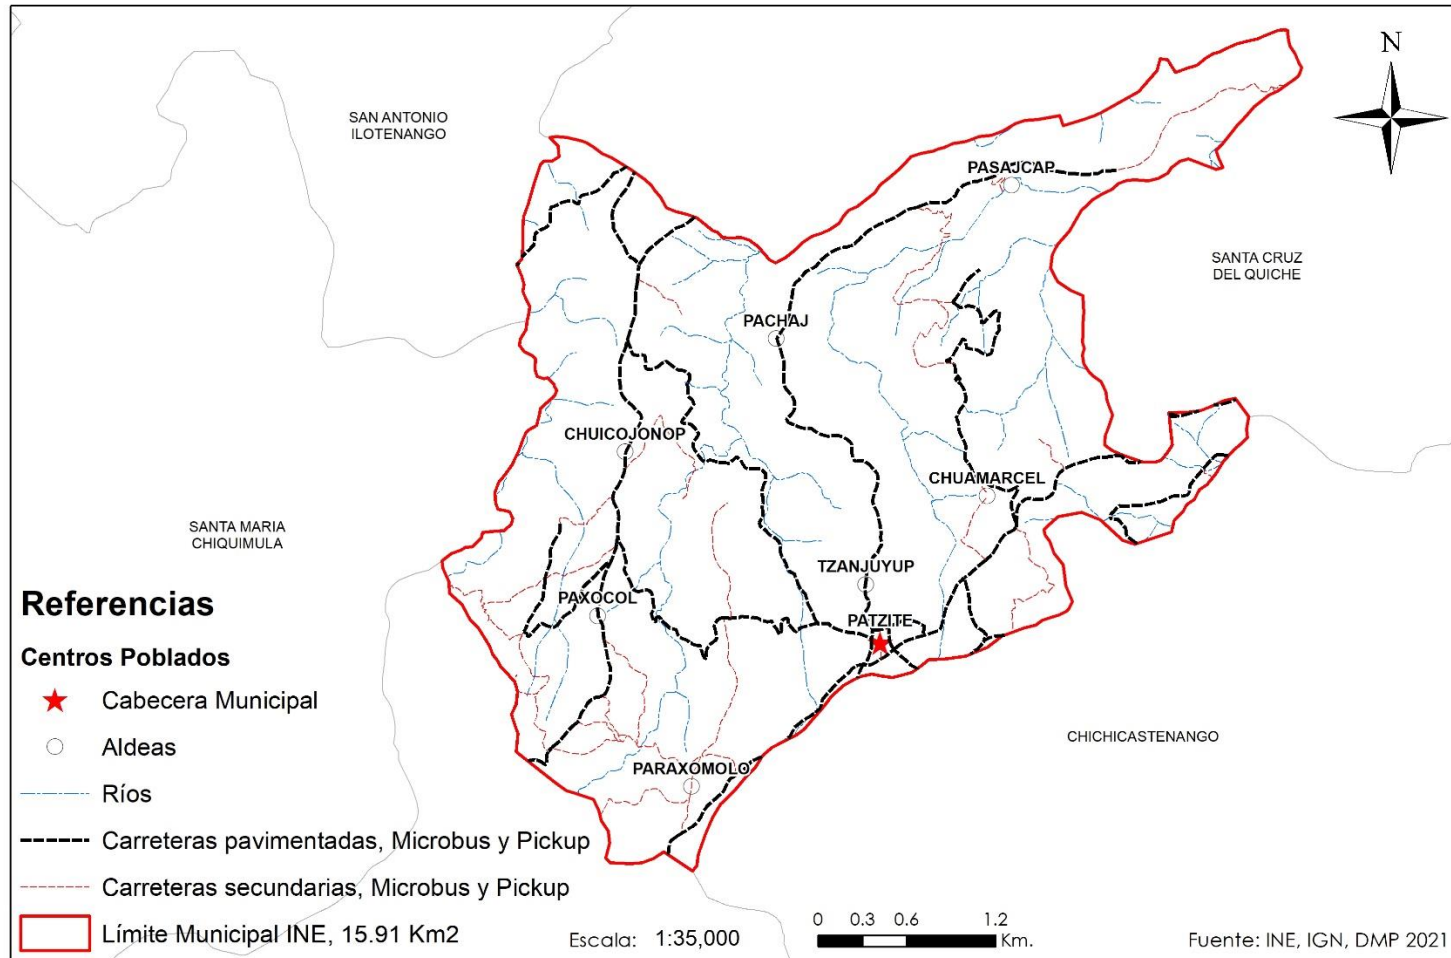 N
SAN ANTONIO
ILOTENANGO
PASAJCAP
SANTA CRUZ
DEL QUICHE
PACHAJ
CHUICOJONOP
CHUAMARCEL
SANTA MARIA
CHIQUIMULA
TZANJUYUP
PAXOCOL
PATZITE
CHICHICASTENANGO
PARAXOMOLO
Referencias
Centros Poblados
Cabecera Municipal
Aldeas
Ríos
Carreteras pavimentadas, Microbus y Pickup
Carreteras secundarias, Microbus y Pickup
Límite Municipal INE, 15.91 Km2
Escala: 1:35,000
0 0.3 0.6 1.2
Km.
Fuente: INE, IGN, DMP 2021